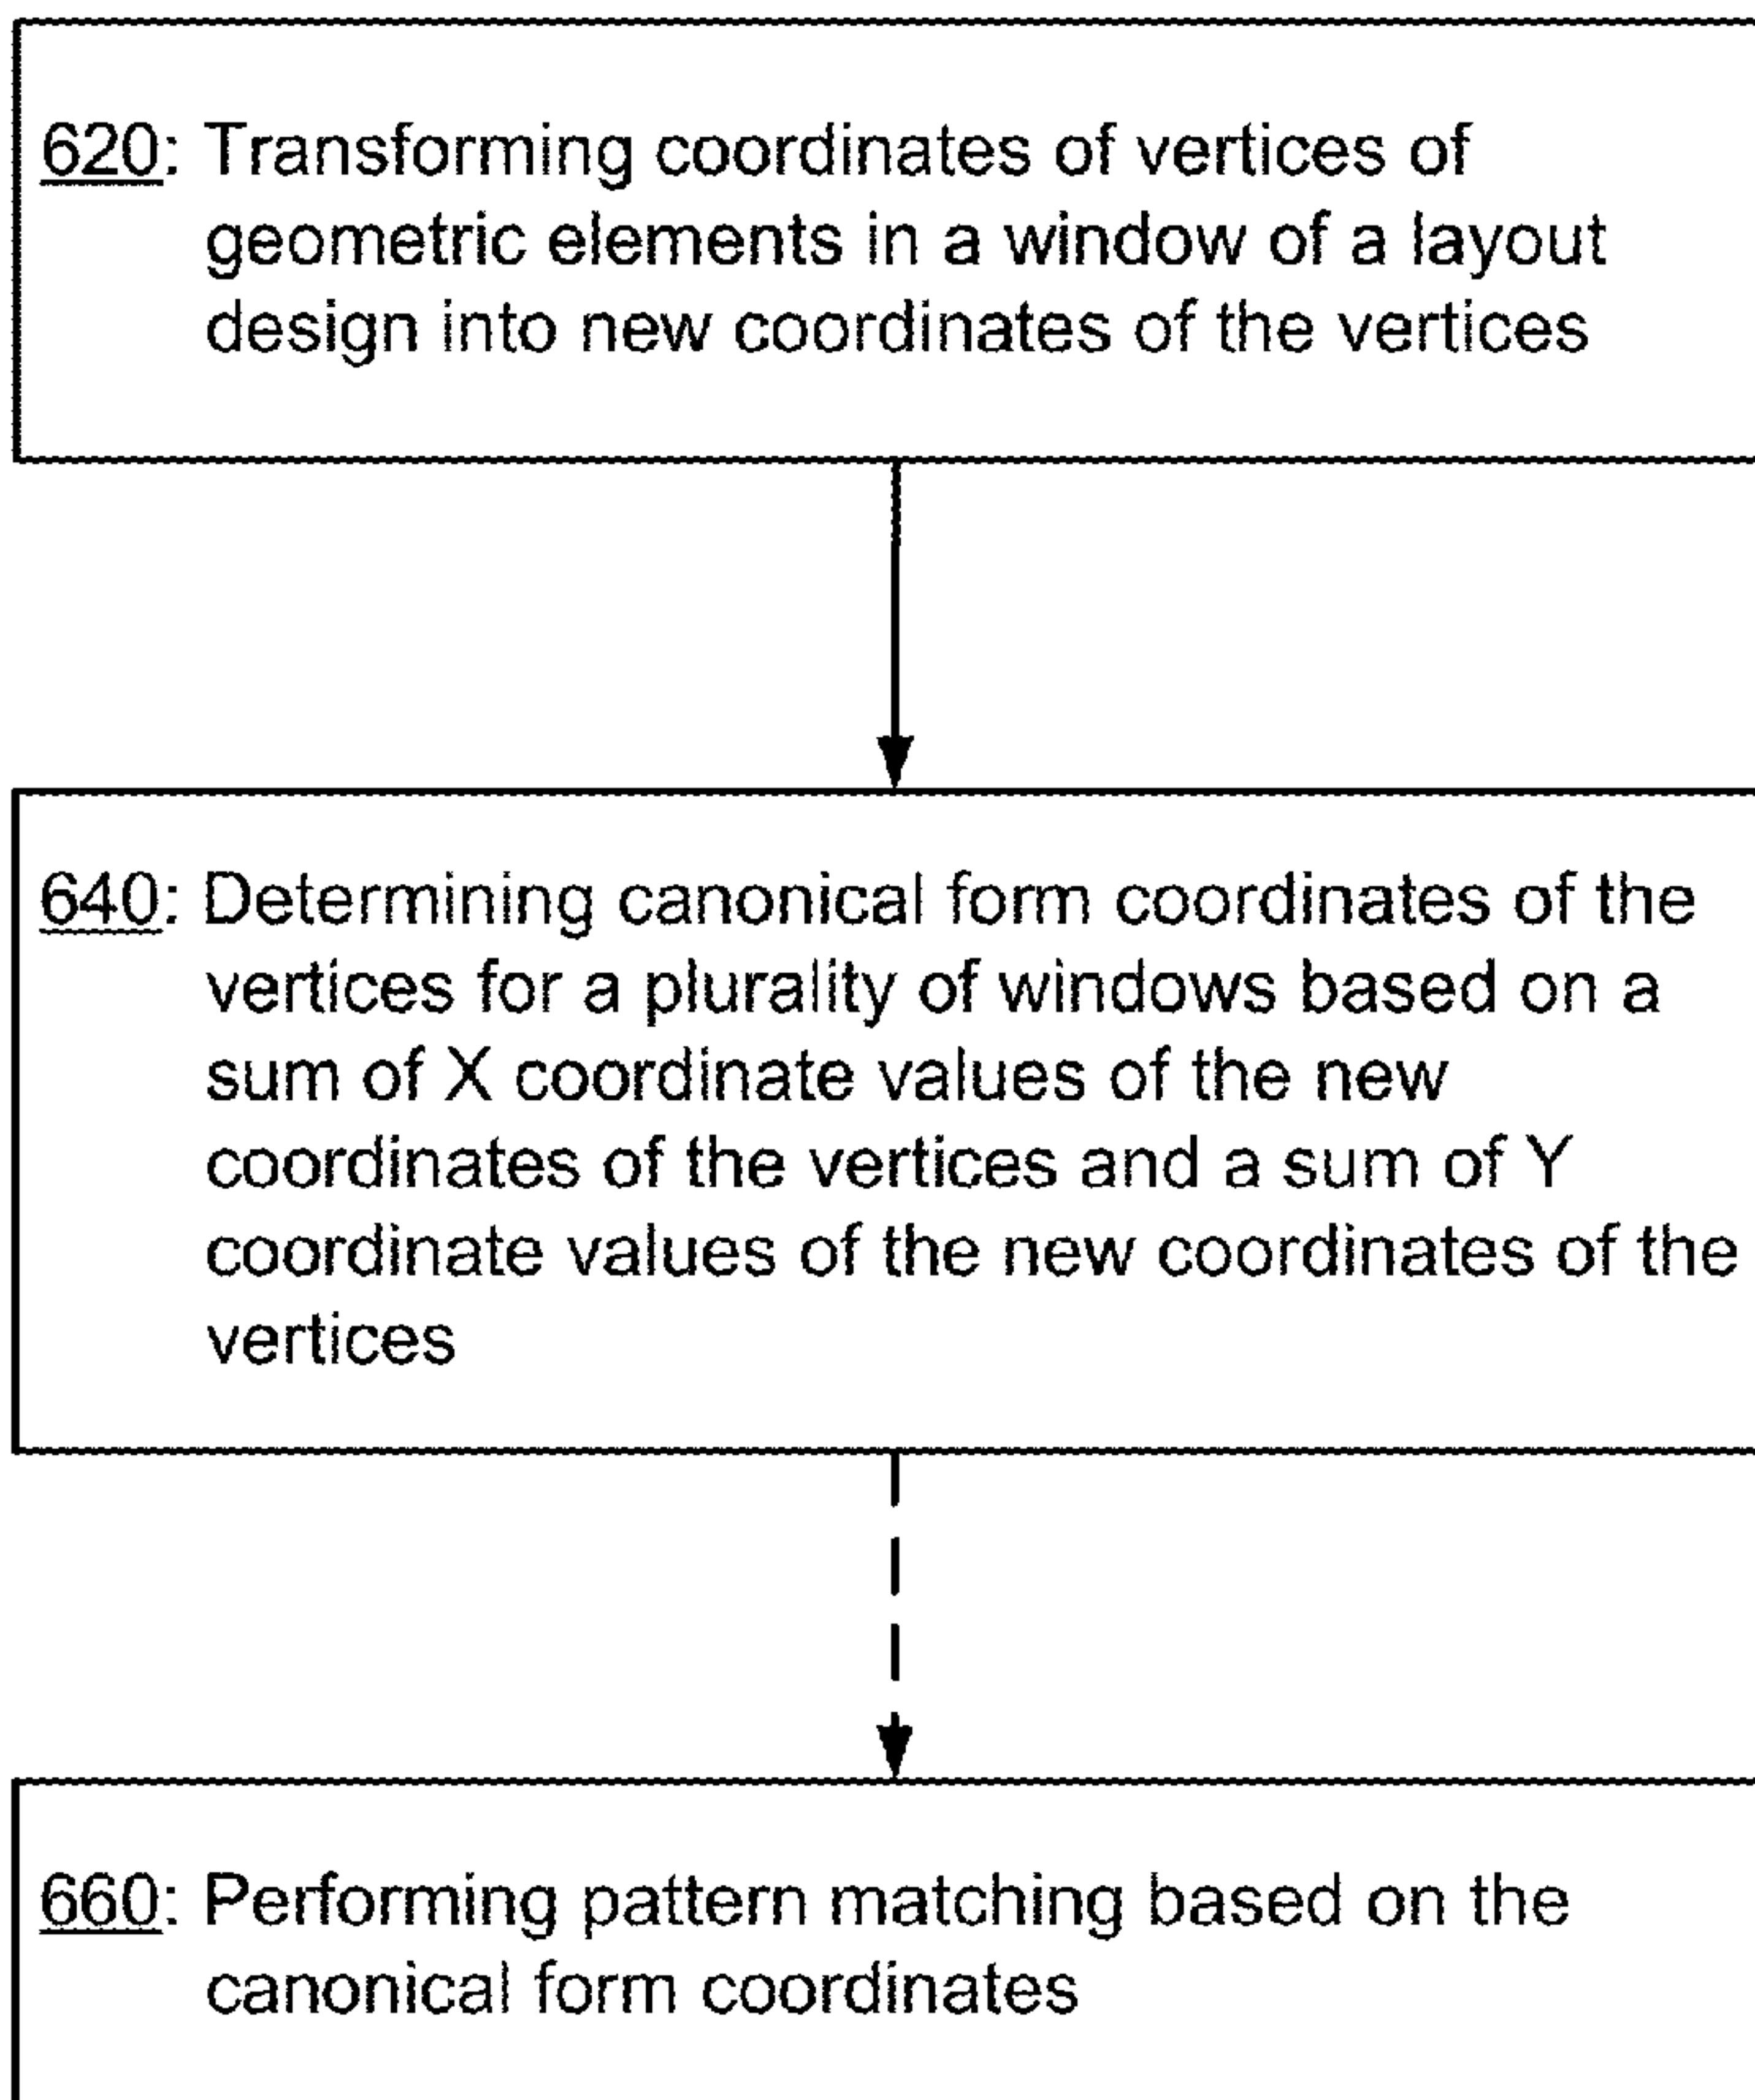 620: Transforming coordinates of vertices of
geometric elements in a window of a layout
design into new coordinates of the vertices
640: Determining canonical form coordinates of the
vertices for a plurality of windows based on a
sum of X coordinate values of the new
coordinates of the vertices and a sum of Y
coordinate values of the new coordinates of the
vertices
660: Performing pattern matching based on the
canonical form coordinates